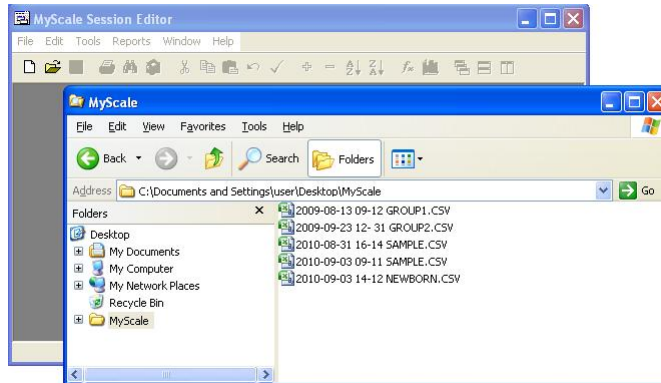 MyScale Session Editor
File Edit Tools Reports Window Help
MyScale
File Edit View Favorites Tools Help
Back Search Folders
Address C:\Documents and Settings\user\Desktop\MyScale Go
Folders
Desktop
My Documents
My Computer
My Network Places
Recycle Bin
MyScale
2009-08-13 09-12 GROUP1.CSV
2009-09-23 12- 31 GROUP2.CSV
2010-08-31 16-14 SAMPLE.CSV
2010-09-03 09-11 SAMPLE.CSV
2010-09-03 14-12 NEWBORN.CSV